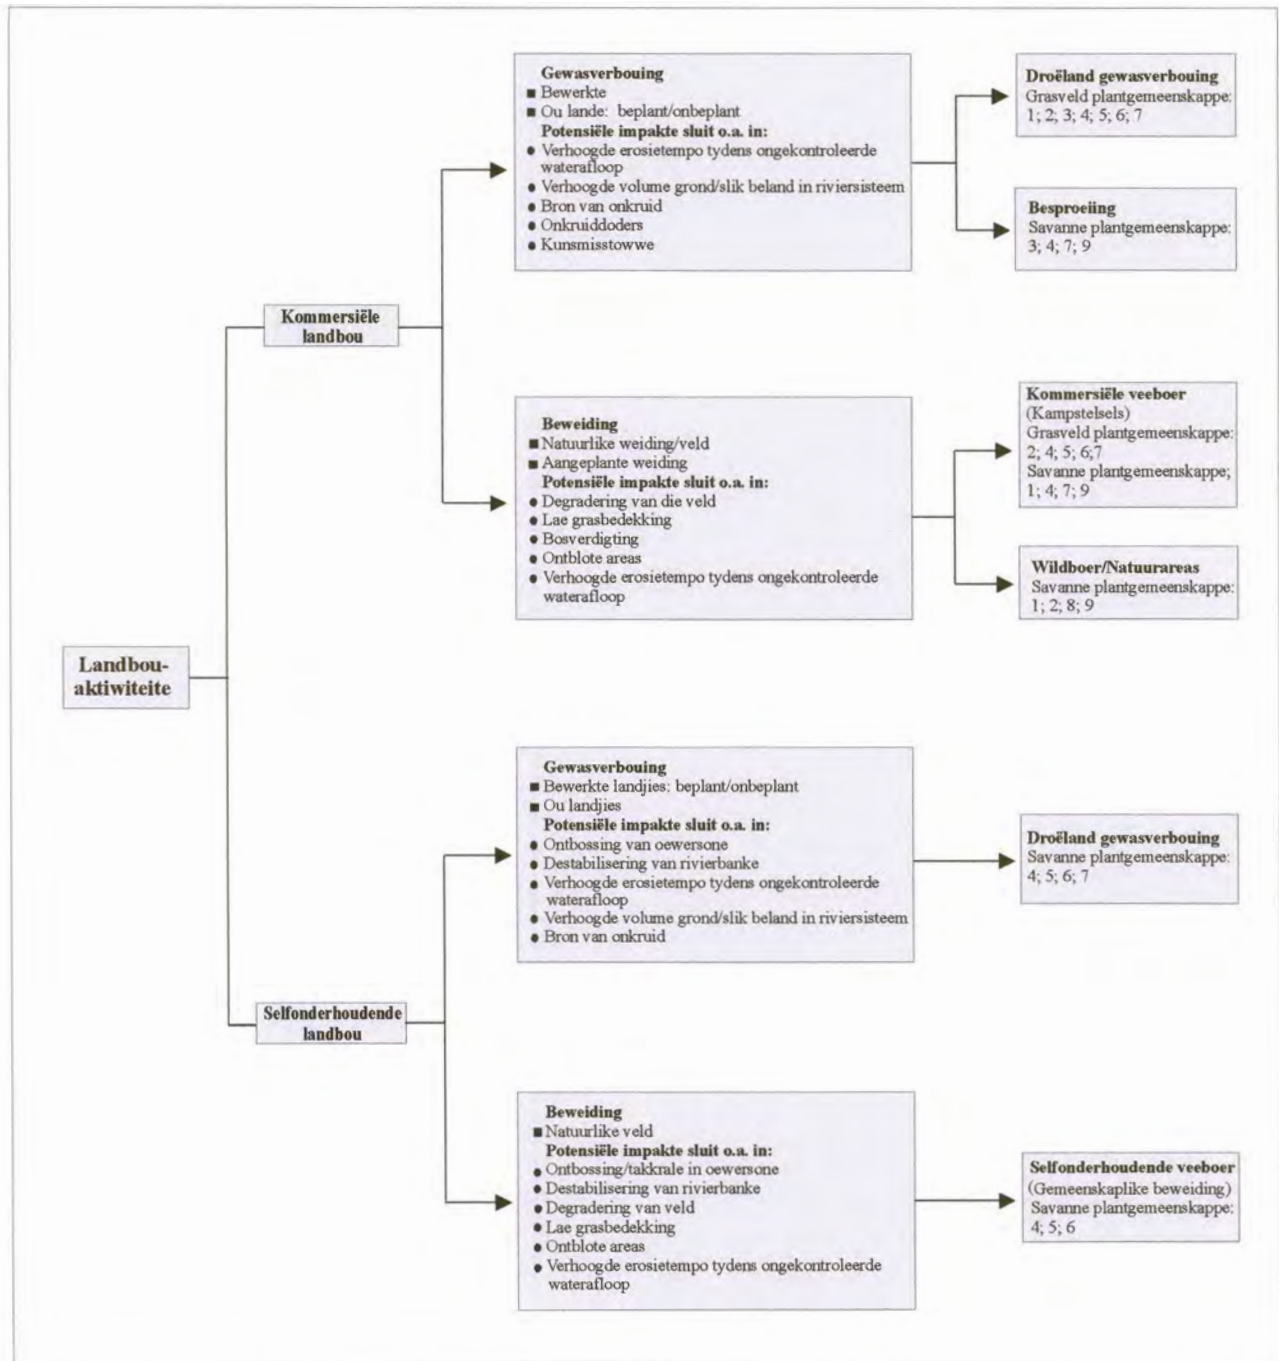 Landbou-
aktiwiteite
Kommersiële
landbou
Gewasverbouing
■ Bewerkte
■ Ou lande: beplant/onbeplant
Potensiële impakte sluit o.a. in:
● Verhoogde erosietempo tydens ongekontroleerde
waterafloop
● Verhoogde volume grond/slik beland in riviersisteem
● Bron van onkruid
● Onkruiddoders
● Kunsmisstowwe
Droëland gewasverbouing
Grasveld plantgemeenskappe:
1; 2; 3; 4; 5; 6; 7
Besproeiing
Savanne plantgemeenskappe:
3; 4; 7; 9
Beweiding
■ Natuurlike weiding/veld
■ Aangeplante weiding
Potensiële impakte sluit o.a. in:
● Degradering van die veld
● Lae grasbedekking
● Bosverdigting
● Ontblote areas
● Verhoogde erosietempo tydens ongekontroleerde
waterafloop
Kommersiële veeboer
(Kampstelsels)
Grasveld plantgemeenskappe:
2; 4; 5; 6;7
Savanne plantgemeenskappe;
1; 4; 7; 9
Wildboer/Natuurareas
Savanne plantgemeenskappe:
1; 2; 8; 9
Selfonderhoudende
landbou
Gewasverbouing
■ Bewerkte landjies: beplant/onbeplant
■ Ou landjies
Potensiële impakte sluit o.a. in:
● Ontbossing van oewersone
● Destabilisering van rivierbanke
● Verhoogde erosietempo tydens ongekontroleerde
waterafloop
● Verhoogde volume grond/slik beland in riviersisteem
● Bron van onkruid
Droëland gewasverbouing
Savanne plantgemeenskappe:
4; 5; 6; 7
Beweiding
■ Natuurlike veld
Potensiële impakte sluit o.a. in:
● Ontbossing/takkrale in oewersone
● Destabilisering van rivierbanke
● Degradering van veld
● Lae grasbedekking
● Ontblote areas
● Verhoogde erosietempo tydens ongekontroleerde
waterafloop
Selfonderhoudende veeboer
(Gemeenskaplike beweiding)
Savanne plantgemeenskappe:
4; 5; 6